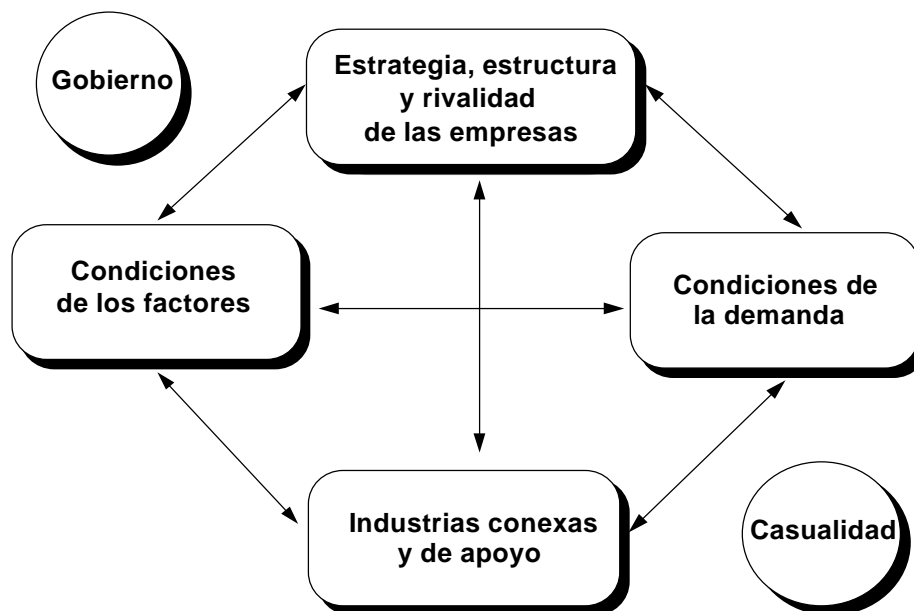 Gobierno
Estrategia, estructura
y rivalidad
de las empresas
Condiciones
de los factores
Condiciones de
la demanda
Industrias conexas
y de apoyo
Casualidad